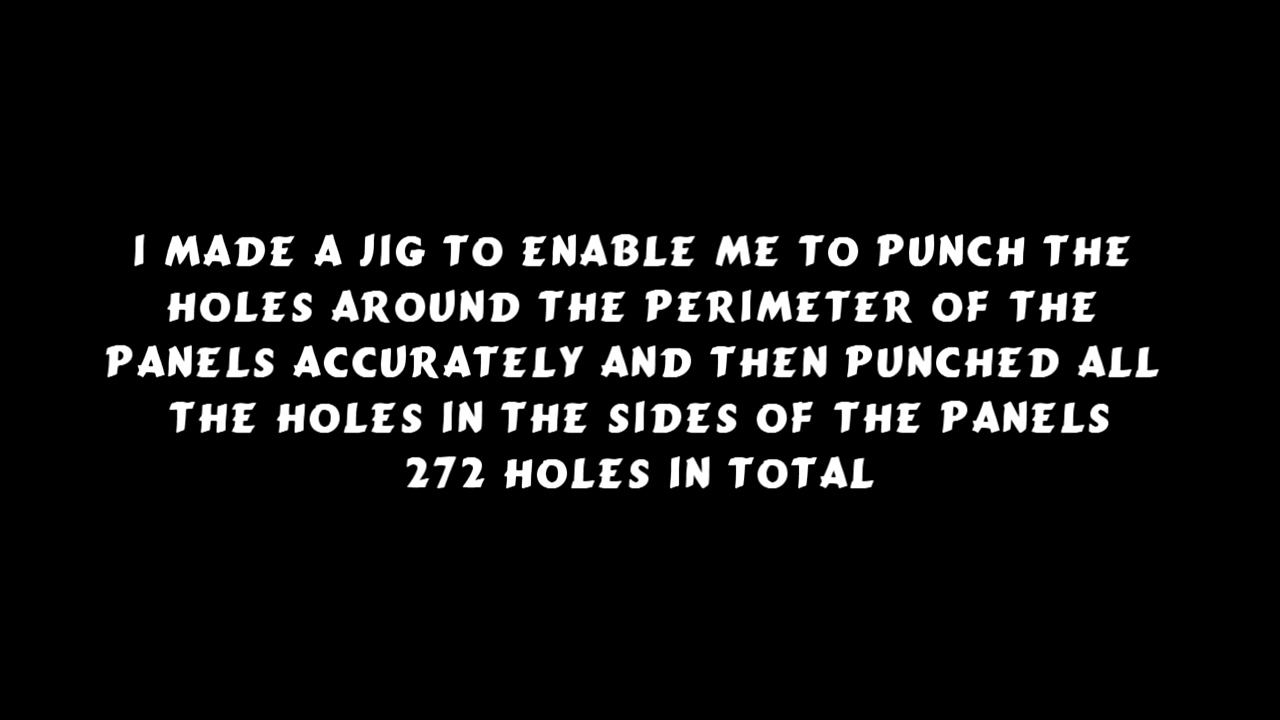 I MADE A JIG TO ENABLE ME TO PUNCH THE
HOLES AROUND THE PERIMETER OF THE
PANELS ACCURATELY AND THEN PUNCHED ALL
THE HOLES IN THE SIDES OF THE PANELS
272 HOLES IN TOTAL